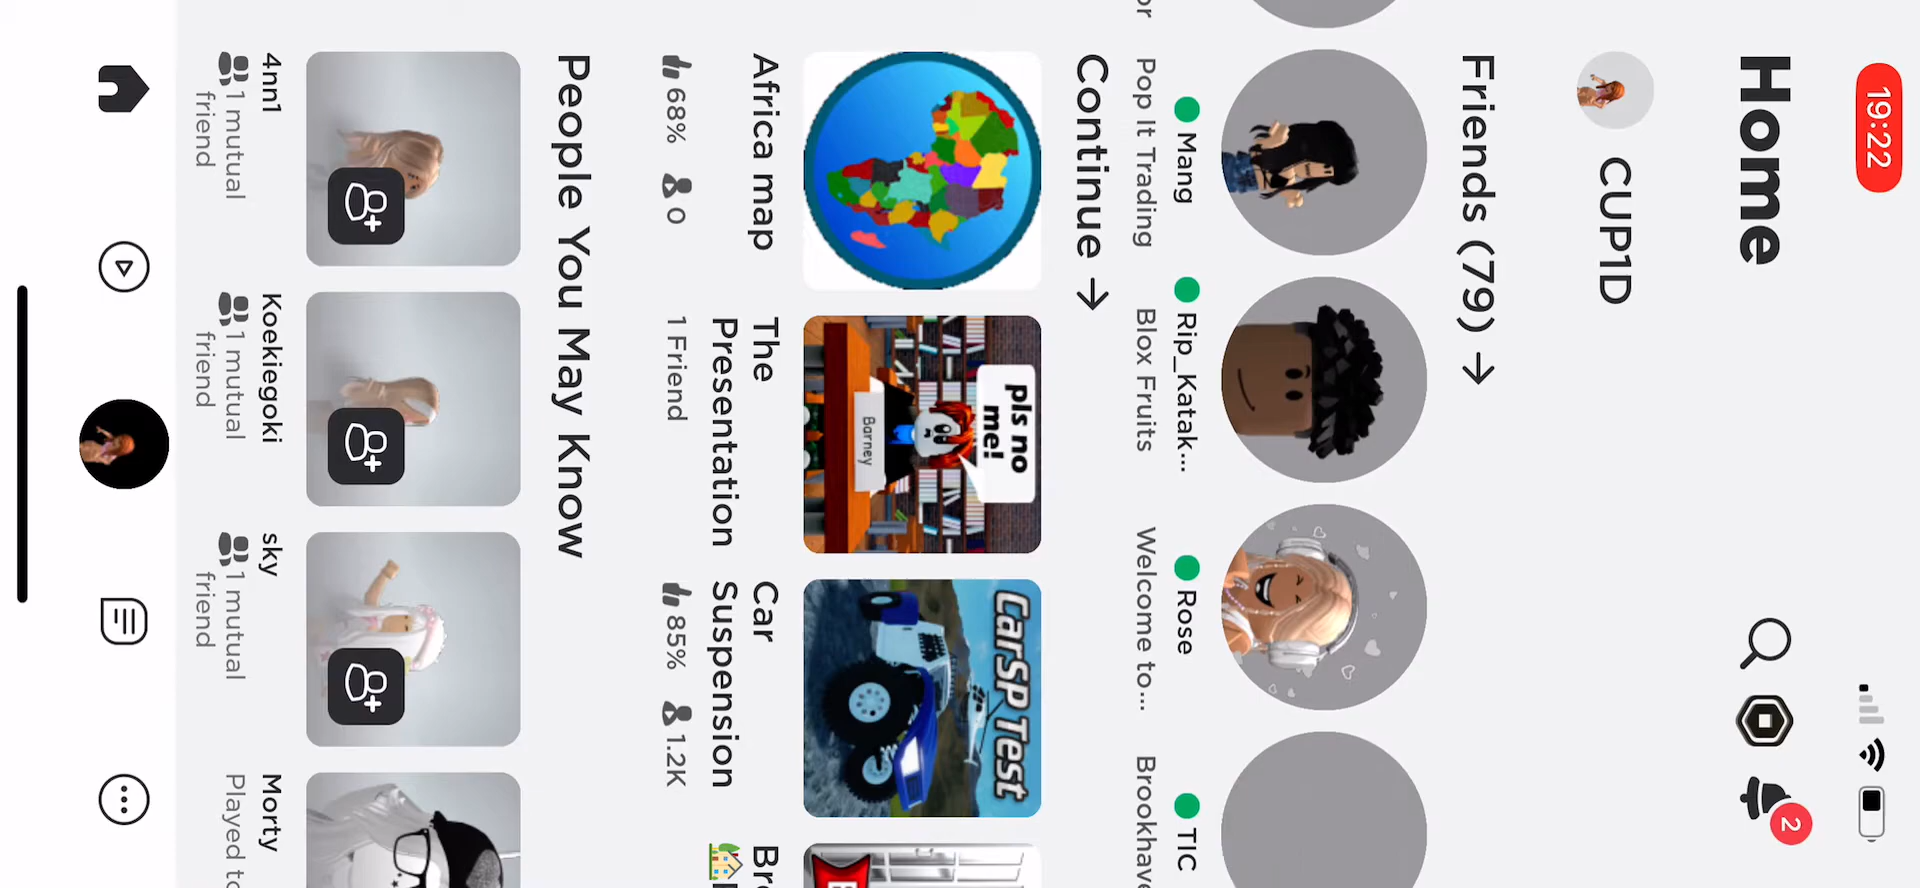 19:22
Home
2
CUP1D
Friends (79) →
Mang
Pop It Trading
Rip_Katak...
Blox Fruits
Rose
Welcome to...
TIC
Continue →
Africa map
68% 0
pls no
me!
Barney
The
Presentation
1 Friend
CarSP Test
Car
Suspension
85% 1.2K
People You May Know
4nn1
1 mutual
friend
Koekiegoki
1 mutual
friend
sky
1 mutual
friend
Morty
Played to